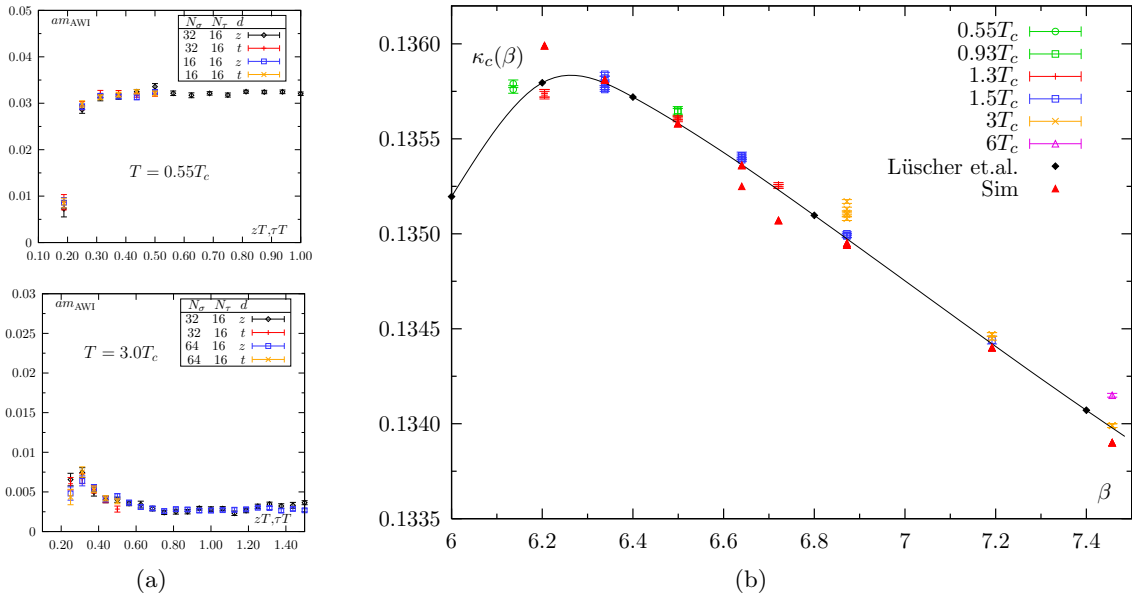 am_AWI
N_σ N_τ d
32 16 z
32 16 t
16 16 z
16 16 t
0.05
0.04
0.03
0.02
0.01
0
T = 0.55T_c
zT,τT
0.10 0.20 0.30 0.40 0.50 0.60 0.70 0.80 0.90 1.00
am_AWI
N_σ N_τ d
32 16 z
32 16 t
64 16 z
64 16 t
0.03
0.025
0.02
0.015
0.01
0.005
0
T = 3.0T_c
zT,τT
0.20 0.40 0.60 0.80 1.00 1.20 1.40
(a)
κ_c(β)
0.55T_c
0.93T_c
1.3T_c
1.5T_c
3T_c
6T_c
Lüscher et.al.
Sim
0.1360
0.1355
0.1350
0.1345
0.1340
0.1335
β
6 6.2 6.4 6.6 6.8 7 7.2 7.4
(b)